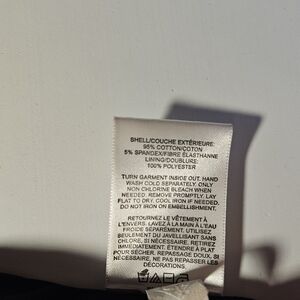 SHELL/COUCHE EXTÉRIEURE:
95% COTTON/COTON
5% SPANDEX/FIBRE ÉLASTHANNE
LINING/DOUBLURE:
100% POLYESTER
TURN GARMENT INSIDE OUT. HAND
WASH COLD SEPARATELY. ONLY
NON CHLORINE BLEACH WHEN
NEEDED. REMOVE PROMPTLY. LAY
FLAT TO DRY. COOL IRON IF NEEDED.
DO NOT IRON ON EMBELLISHMENT.
RETOURNEZ LE VÊTEMENT À
L'ENVERS. LAVEZ À LA MAIN À L'EAU
FROIDE SÉPARÉMENT. UTILISEZ
SEULEMENT DU JAVELLISANT SANS
CHLORE, SI NÉCESSAIRE. RETIREZ
IMMÉDIATEMENT. ÉTENDRE À PLAT
POUR SÉCHER. REPASSAGE DOUX, SI
NÉCESSAIRE. NE REPASSEZ PAS LES
DÉCORATIONS.